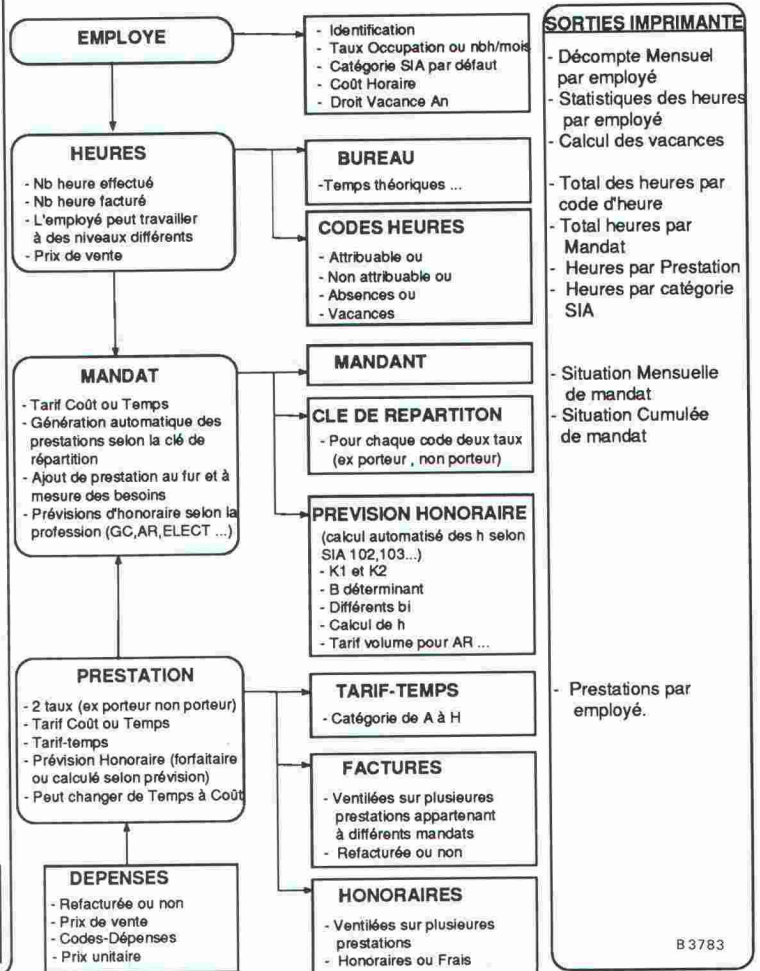 EMPLOYE
- Identification
- Taux Occupation ou nbh/mois
- Catégorie SIA par défaut
- Coût Horaire
- Droit Vacance An
HEURES
- Nb heure effectué
- Nb heure facturé
- L'employé peut travailler
à des niveaux différents
- Prix de vente
BUREAU
-Temps théoriques ...
CODES HEURES
- Attribuable ou
- Non attribuable ou
- Absences ou
- Vacances
MANDAT
- Tarif Coût ou Temps
- Génération automatique des
prestations selon la clé de
répartition
- Ajout de prestation au fur et à
mesure des besoins
- Prévisions d'honoraire selon la
profession (GC,AR,ELECT ...)
MANDANT
CLE DE REPARTITON
- Pour chaque code deux taux
(ex porteur , non porteur)
PREVISION HONORAIRE
(calcul automatisé des h selon
SIA 102,103...)
- K1 et K2
- B déterminant
- Différents bi
- Calcul de h
- Tarif volume pour AR ...
PRESTATION
- 2 taux (ex porteur non porteur)
- Tarif Coût ou Temps
- Tarif-temps
- Prévision Honoraire (forfaitaire
ou calculé selon prévision)
- Peut changer de Temps à Coût
TARIF-TEMPS
- Catégorie de A à H
FACTURES
- Ventilées sur plusieures
prestations appartenant
à différents mandats
- Refacturée ou non
DEPENSES
- Refacturée ou non
- Prix de vente
- Codes-Dépenses
- Prix unitaire
HONORAIRES
- Ventilées sur plusieures
prestations
- Honoraires ou Frais
SORTIES IMPRIMANTE
- Décompte Mensuel
par employé
- Statistiques des heures
par employé
- Calcul des vacances
- Total des heures par
code d'heure
- Total heures par
Mandat
- Heures par Prestation
- Heures par catégorie
SIA
- Situation Mensuelle
de mandat
- Situation Cumulée
de mandat
- Prestations par
employé.
B 3783